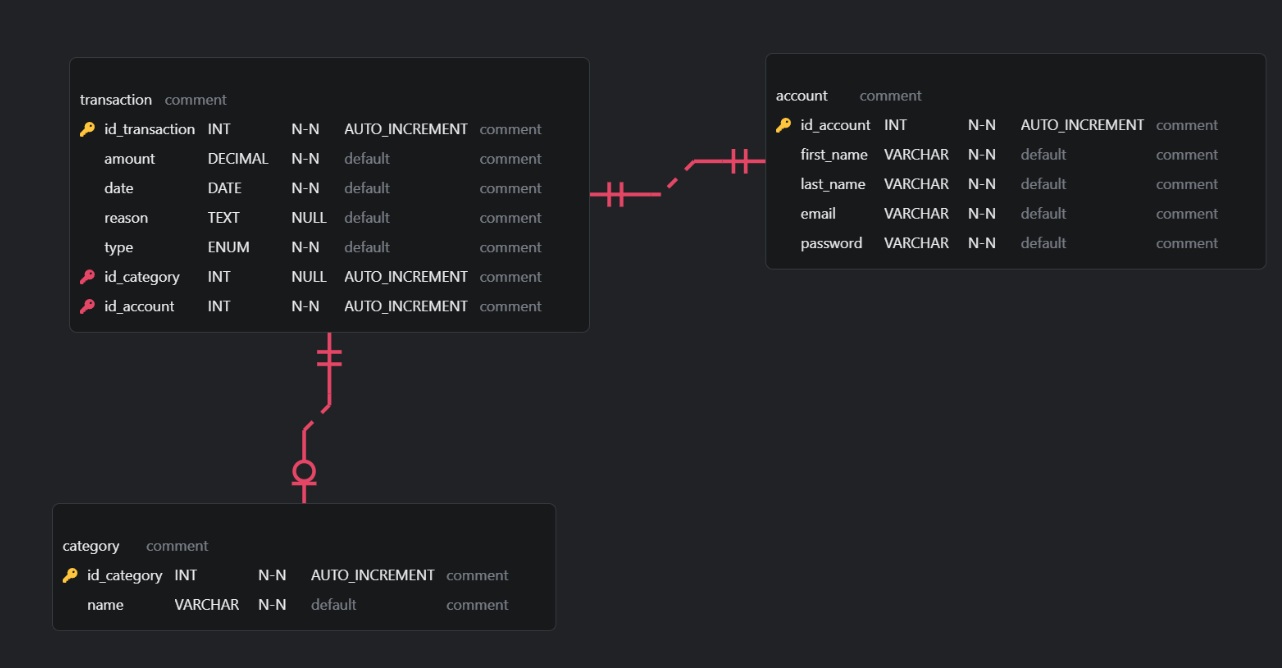 transaction comment
id_transaction INT N-N AUTO_INCREMENT comment
amount DECIMAL N-N default comment
date DATE N-N default comment
reason TEXT NULL default comment
type ENUM N-N default comment
id_category INT NULL AUTO_INCREMENT comment
id_account INT N-N AUTO_INCREMENT comment
account comment
id_account INT N-N AUTO_INCREMENT comment
first_name VARCHAR N-N default comment
last_name VARCHAR N-N default comment
email VARCHAR N-N default comment
password VARCHAR N-N default comment
category comment
id_category INT N-N AUTO_INCREMENT comment
name VARCHAR N-N default comment